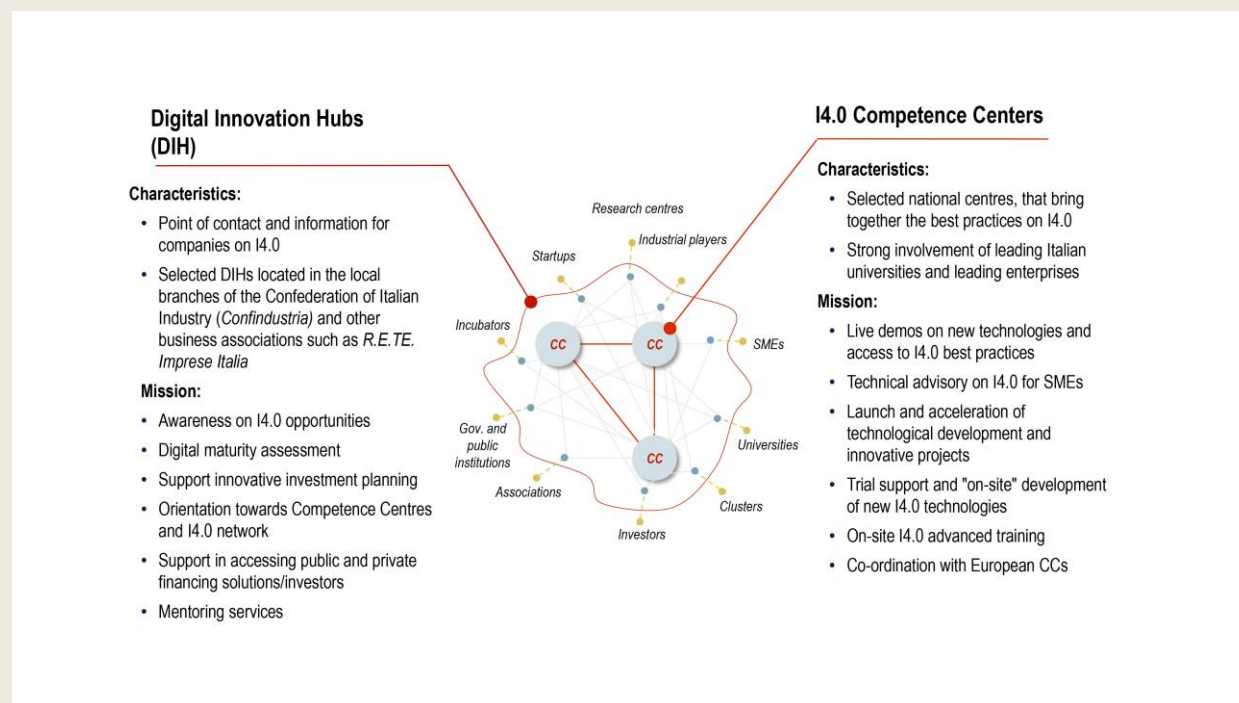 Digital Innovation Hubs
(DIH)
Characteristics:
• Point of contact and information for
companies on I4.0
• Selected DIHs located in the local
branches of the Confederation of Italian
Industry (Confindustria) and other
business associations such as R.E.TE.
Imprese Italia
Mission:
• Awareness on I4.0 opportunities
• Digital maturity assessment
• Support innovative investment planning
• Orientation towards Competence Centres
and I4.0 network
• Support in accessing public and private
financing solutions/investors
• Mentoring services
Research centres
Industrial players
Startups
Incubators
CC
CC
SMEs
Gov. and
public
institutions
Universities
CC
Associations
Clusters
Investors
I4.0 Competence Centers
Characteristics:
• Selected national centres, that bring
together the best practices on I4.0
• Strong involvement of leading Italian
universities and leading enterprises
Mission:
• Live demos on new technologies and
access to I4.0 best practices
• Technical advisory on I4.0 for SMEs
• Launch and acceleration of
technological development and
innovative projects
• Trial support and "on-site" development
of new I4.0 technologies
• On-site I4.0 advanced training
• Co-ordination with European CCs